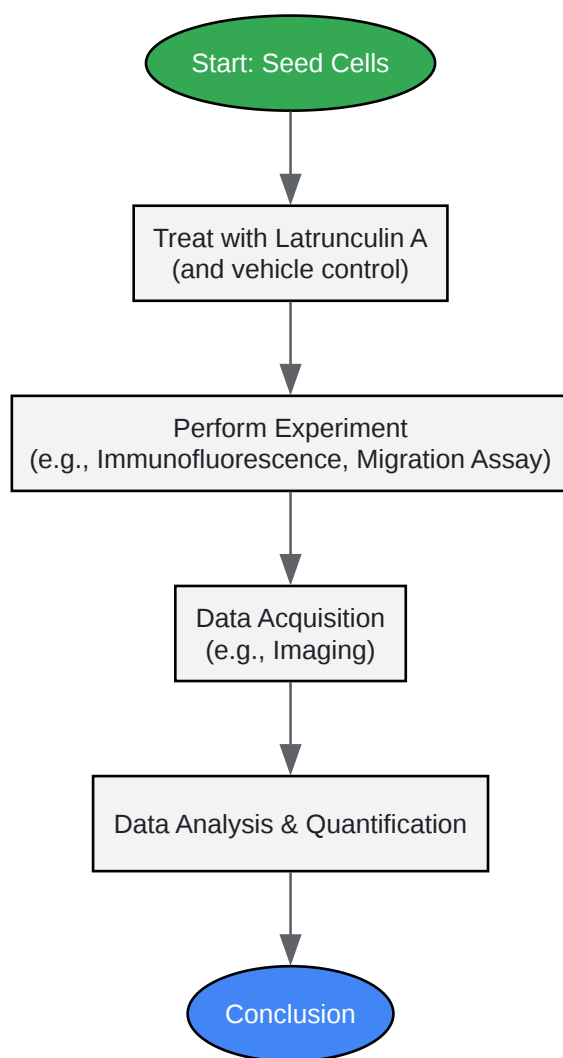 Start: Seed Cells
Treat with Latrunculin A
(and vehicle control)
Perform Experiment
(e.g., Immunofluorescence, Migration Assay)
Data Acquisition
(e.g., Imaging)
Data Analysis & Quantification
Conclusion